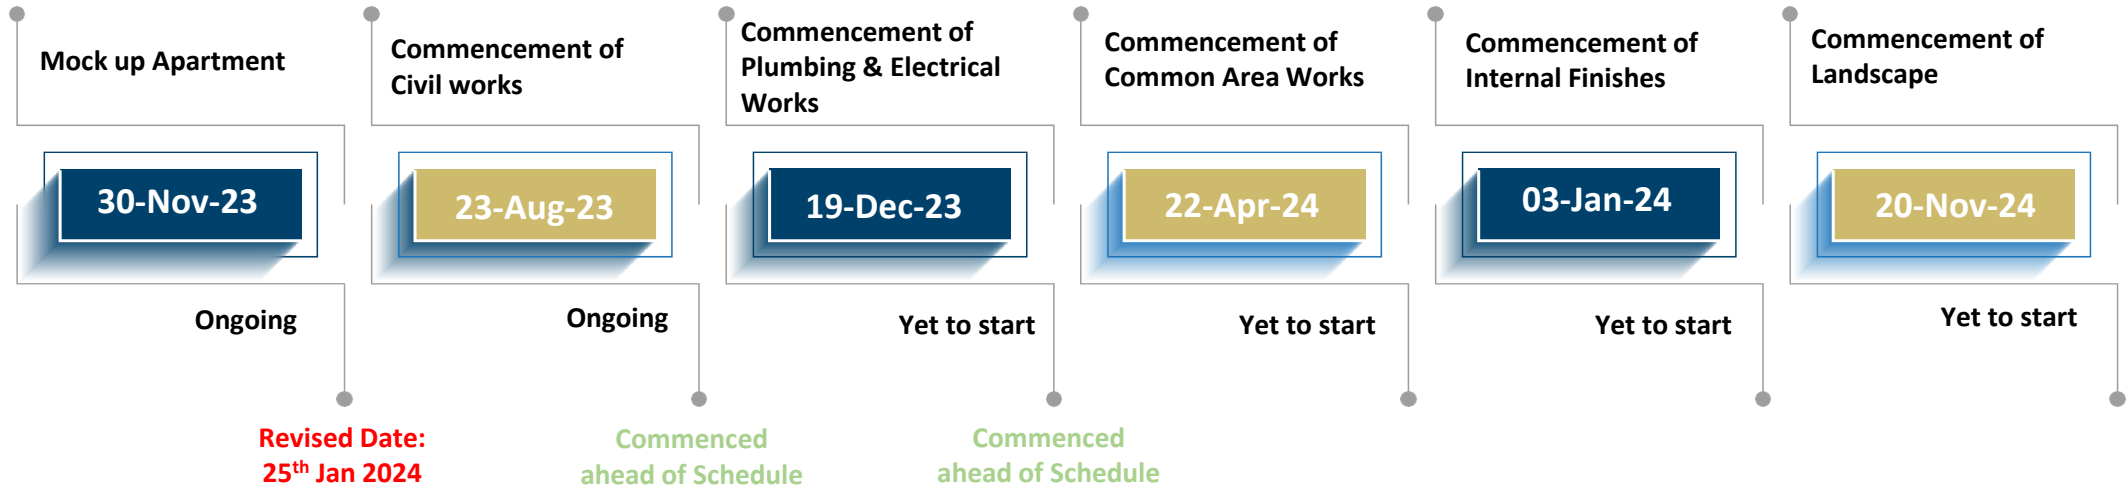 Mock up Apartment
30-Nov-23
Ongoing
Revised Date:
25th Jan 2024
Commencement of
Civil works
23-Aug-23
Ongoing
Commenced
ahead of Schedule
Commencement of
Plumbing & Electrical
Works
19-Dec-23
Yet to start
Commenced
ahead of Schedule
Commencement of
Common Area Works
22-Apr-24
Yet to start
Commencement of
Internal Finishes
03-Jan-24
Yet to start
Commencement of
Landscape
20-Nov-24
Yet to start